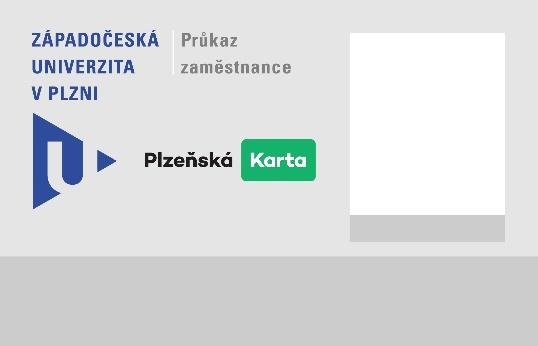 ZÁPADOČESKÁ
UNIVERZITA
V PLZNI
Průkaz
zaměstnance
Plzeňská Karta